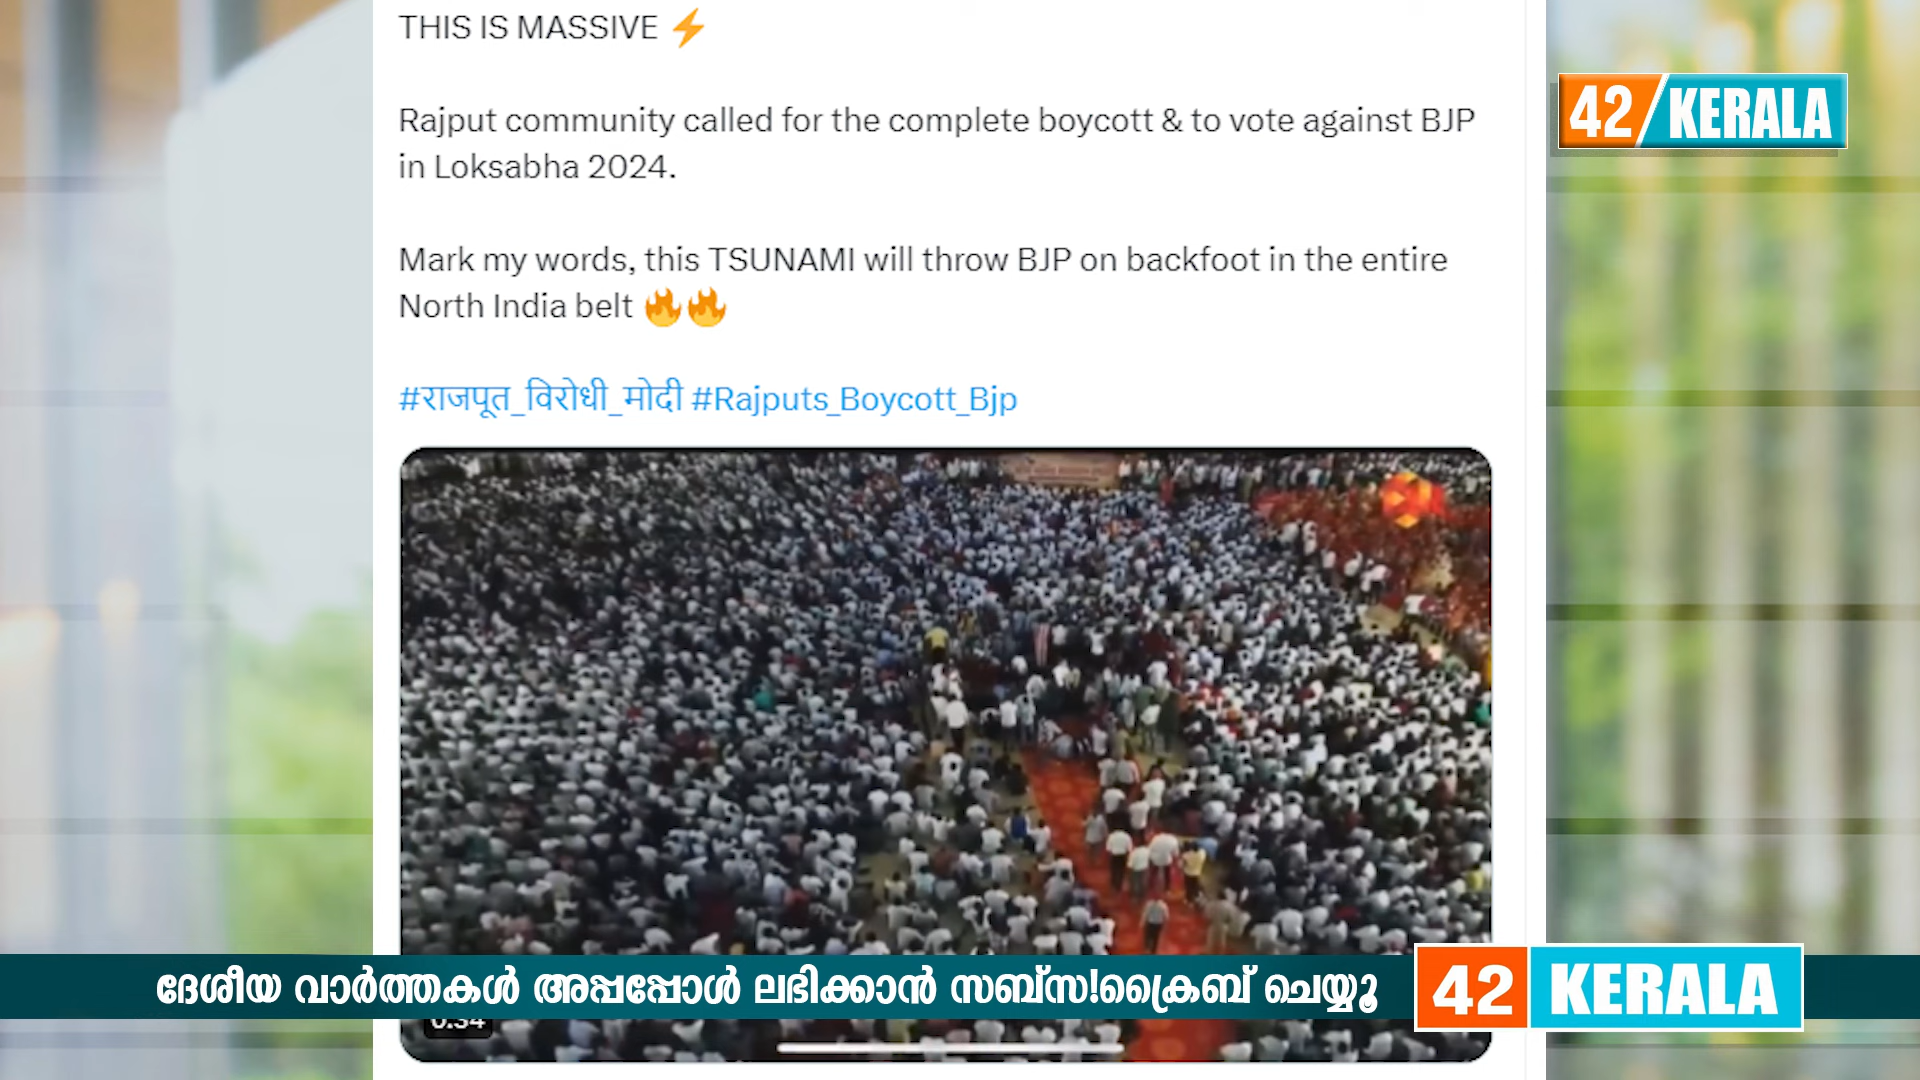 THIS IS MASSIVE ⚡
42/KERALA
Rajput community called for the complete boycott & to vote against BJP
in Loksabha 2024.
Mark my words, this TSUNAMI will throw BJP on backfoot in the entire
North India belt 🔥🔥
#राजपूत_विरोधी_मोदी #Rajputs_Boycott_Bjp
ദേശീയ വാർത്തകൾ അപ്പപ്പോൾ ലഭിക്കാൻ സബ്സ!ക്രൈബ് ചെയ്യൂ
42 KERALA
0:34